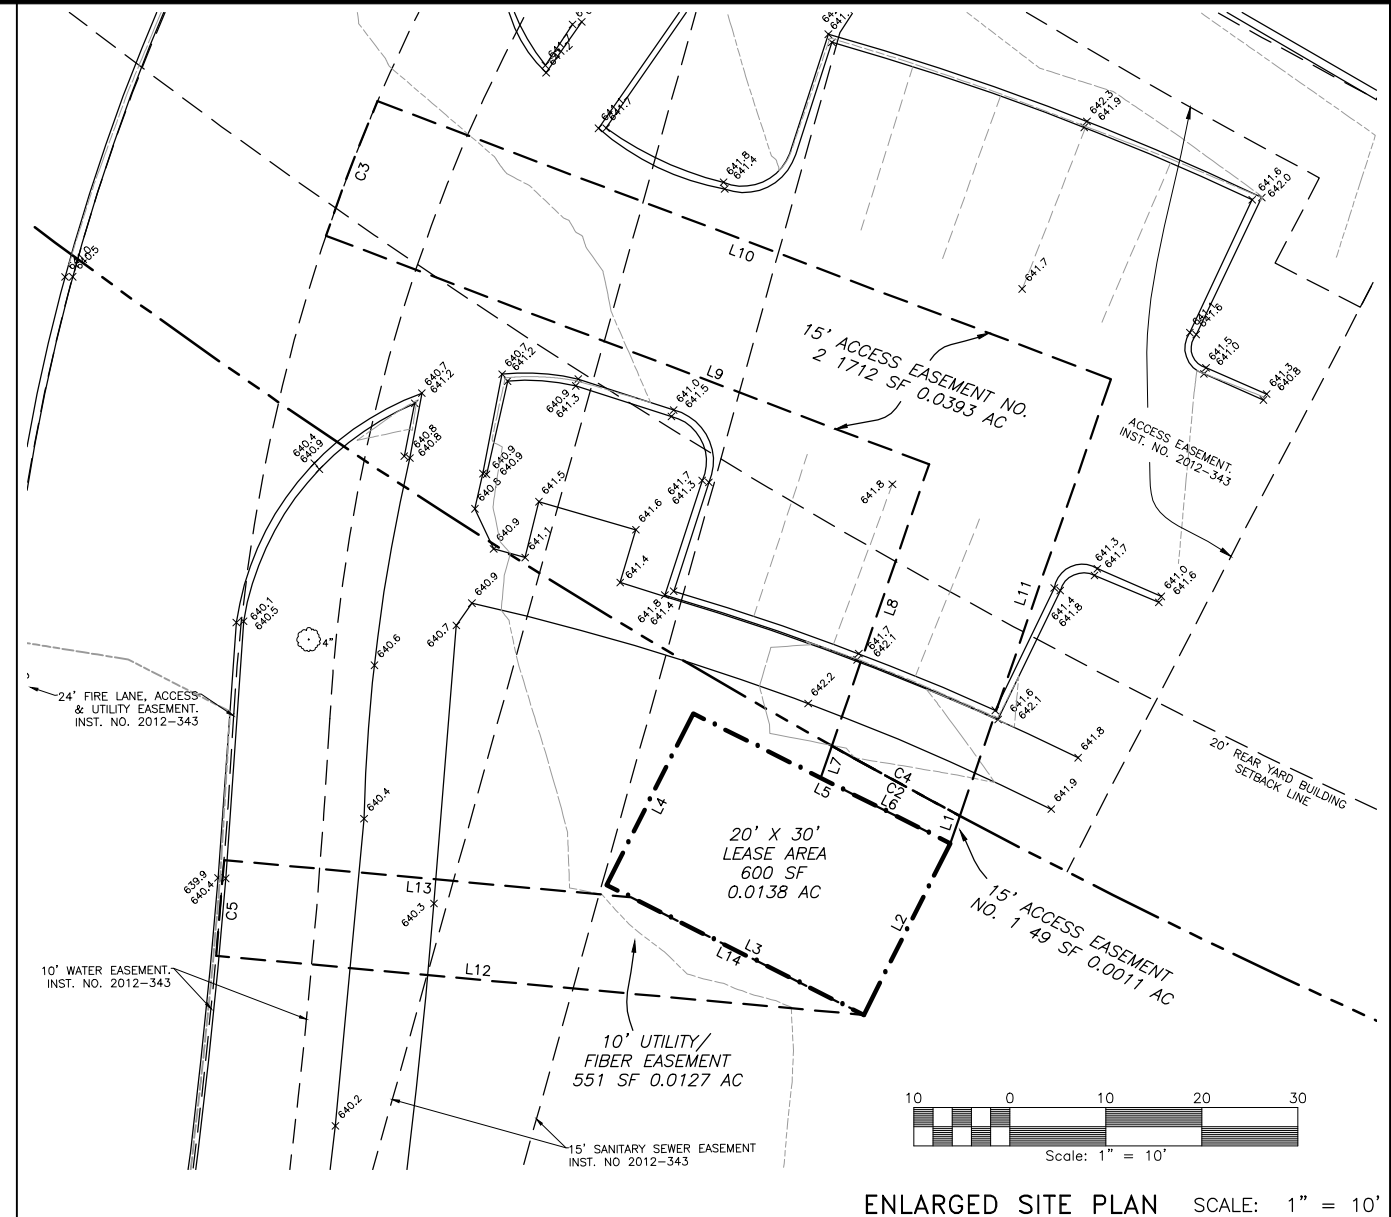 642.3
641.9
641.8
641.4
641.6
642.0
C3
L10
641.7
15' ACCESS EASEMENT NO.
2 1712 SF 0.0393 AC
641.1
641.6
641.5
641.0
641.3
640.8
L9
640.7
641.2
640.7
641.2
640.9
641.3
641.0
641.5
640.4
640.9
640.8
640.8
640.9
640.9
640.8
641.5
641.7
641.3
641.8
641.6
ACCESS EASEMENT.
INST. NO. 2012-343
640.9
641.1
641.4
640.9
641.8
641.4
L8
L11
641.3
641.7
641.0
641.6
641.4
641.8
640.1
640.5
4"
640.7
640.6
641.7
642.1
642.2
641.6
642.1
641.8
24' FIRE LANE, ACCESS
& UTILITY EASEMENT.
INST. NO. 2012-343
20' REAR YARD BUILDING
SETBACK LINE
L7
C4
C2
L5
L6
L4
L1
641.9
640.4
20' X 30'
LEASE AREA
600 SF
0.0138 AC
639.9
640.4
L13
C5
640.3
L2
15' ACCESS EASEMENT
NO. 1 49 SF 0.0011 AC
L3
L14
L12
10' WATER EASEMENT.
INST. NO. 2012-343
10' UTILITY/
FIBER EASEMENT
551 SF 0.0127 AC
640.2
15' SANITARY SEWER EASEMENT
INST. NO 2012-343
10 0 10 20 30
Scale: 1" = 10'
ENLARGED SITE PLAN SCALE: 1" = 10'